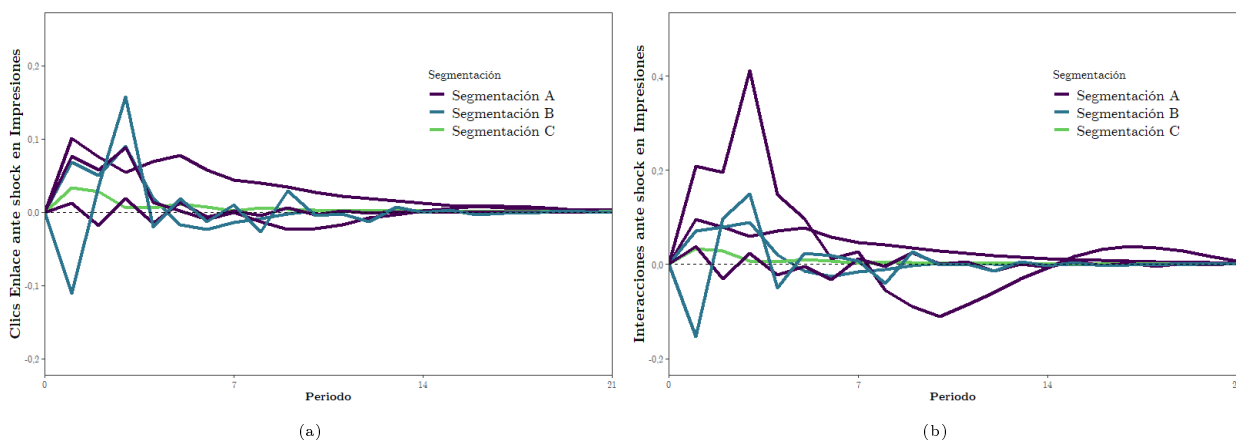 Clics Enlace ante shock en Impresiones
0,2
0,1
0,0
-0,1
-0,2
Segmentación
Segmentación A
Segmentación B
Segmentación C
0
7
14
21
Periodo
(a)
Interacciones ante shock en Impresiones
0,4
0,2
0,0
-0,2
Segmentación
Segmentación A
Segmentación B
Segmentación C
0
7
14
Periodo
(b)